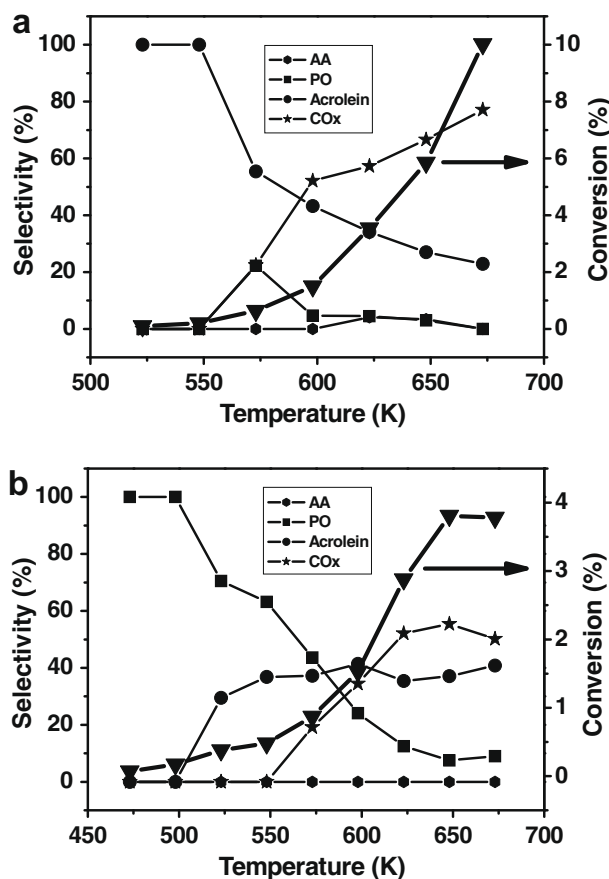 a
100
80
60
40
20
0
Selectivity (%)
AA
PO
Acrolein
COx
10
8
6
4
2
0
Conversion (%)
500 550 600 650 700
Temperature (K)
b
100
80
60
40
20
0
Selectivity (%)
AA
PO
Acrolein
COx
4
3
2
1
0
Conversion (%)
450 500 550 600 650 700
Temperature (K)